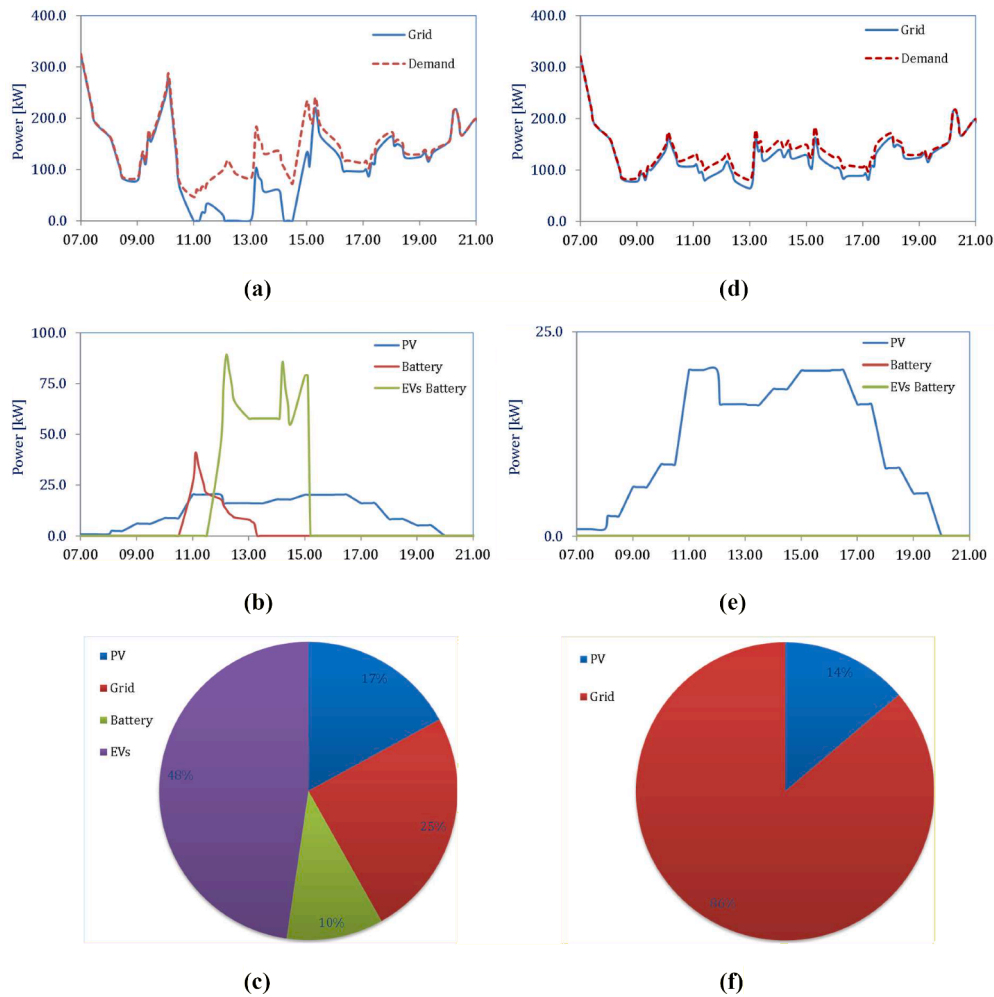 400.0
300.0
200.0
100.0
0.0
Power [kW]
Grid
Demand
07.00 09.00 11.00 13.00 15.00 17.00 19.00 21.00
(a)
400.0
300.0
200.0
100.0
0.0
Power [kW]
Grid
Demand
07.00 09.00 11.00 13.00 15.00 17.00 19.00 21.00
(d)
100.0
75.0
50.0
25.0
0.0
Power [kW]
PV
Battery
EVs Battery
07.00 09.00 11.00 13.00 15.00 17.00 19.00 21.00
(b)
25.0
0.0
Power [kW]
PV
Battery
EVs Battery
07.00 09.00 11.00 13.00 15.00 17.00 19.00 21.00
(e)
PV
Grid
Battery
EVs
17%
25%
10%
48%
(c)
PV
Grid
14%
86%
(f)